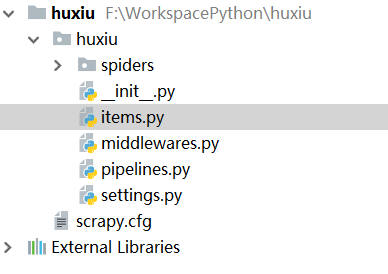 huxiu F:\WorkspacePython\huxiu
huxiu
spiders
__init__.py
items.py
middlewares.py
pipelines.py
settings.py
scrapy.cfg
External Libraries